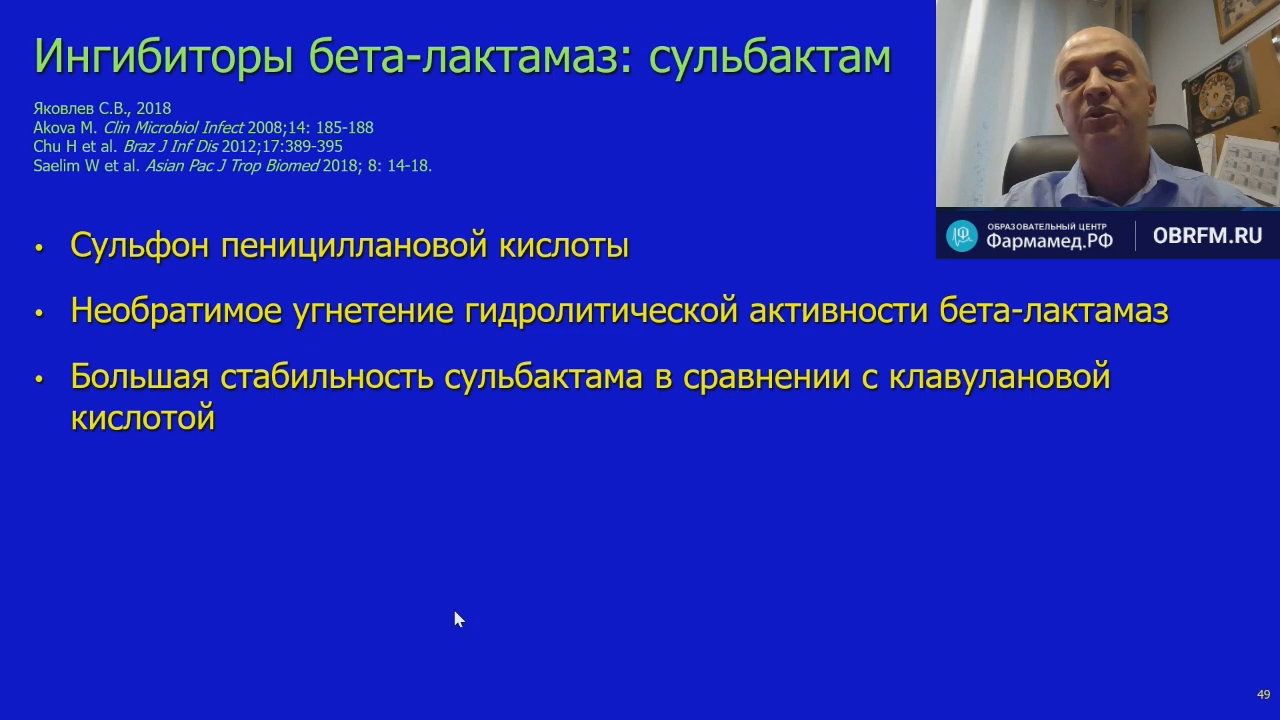 Ингибиторы бета-лактамаз: сульбактам
Яковлев С.В., 2018
Akova M. Clin Microbiol Infect 2008;14: 185-188
Chu H et al. Braz J Inf Dis 2012;17:389-395
Saelim W et al. Asian Pac J Trop Biomed 2018; 8: 14-18.
ОБРАЗОВАТЕЛЬНЫЙ ЦЕНТР
Фармамед.РФ
OBRFM.RU
• Сульфон пенициллановой кислоты
• Необратимое угнетение гидролитической активности бета-лактамаз
• Большая стабильность сульбактама в сравнении с клавулановой
кислотой
49